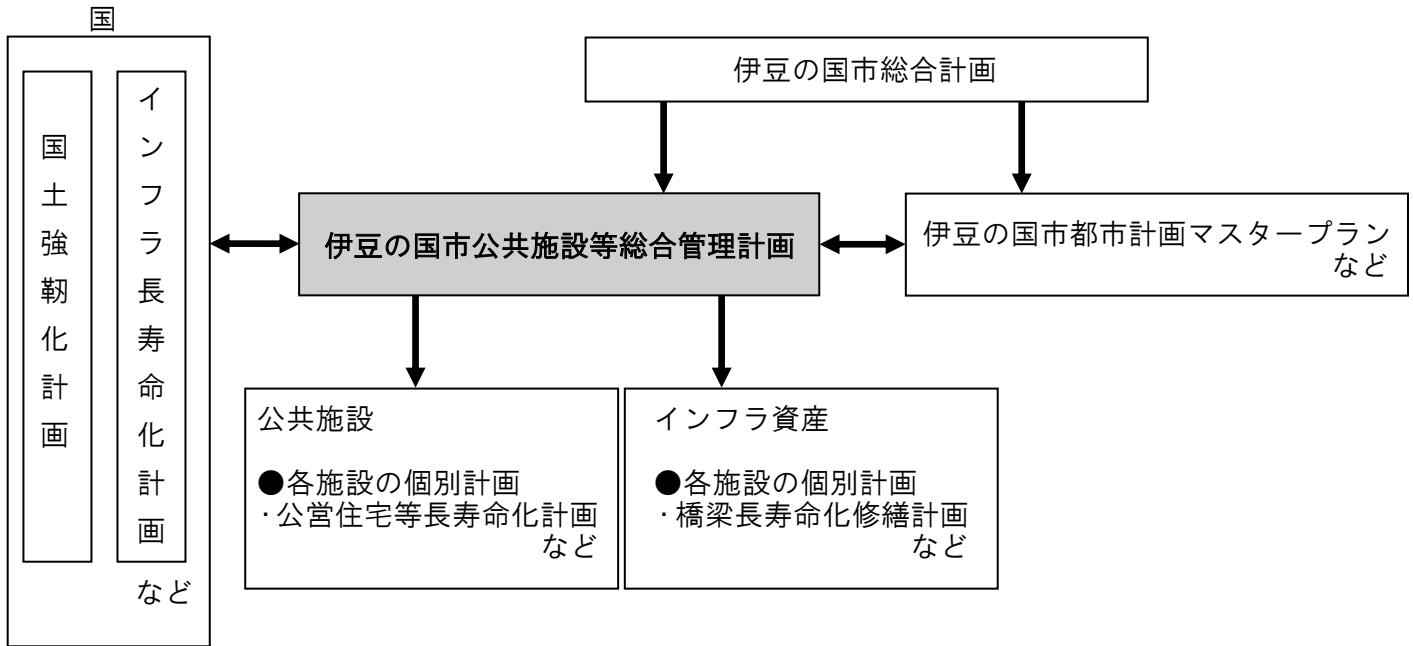 国
国土強靭化計画
インフラ長寿命化計画
など
伊豆の国市総合計画
伊豆の国市公共施設等総合管理計画
伊豆の国市都市計画マスタープラン
など
公共施設
●各施設の個別計画
・公営住宅等長寿命化計画
など
インフラ資産
●各施設の個別計画
・橋梁長寿命化修繕計画
など